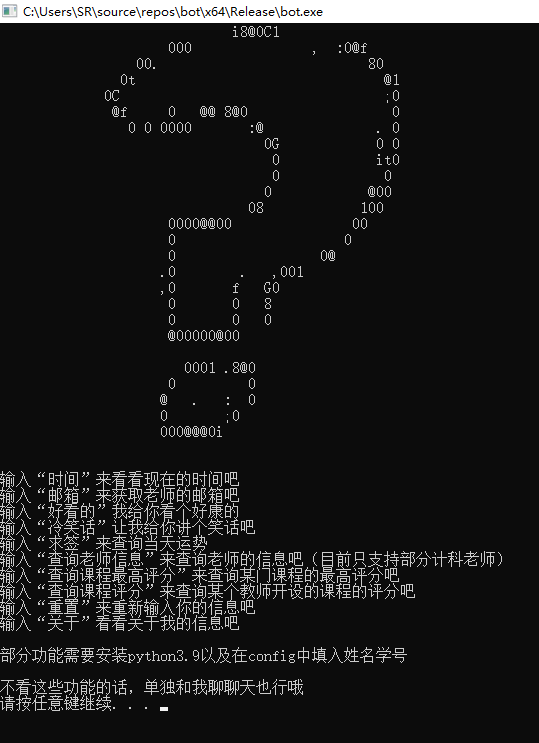 C:\Users\SR\source\repos\bot\x64\Release\bot.exe
i8@0C1
000 , :0@f
00. 80
0t @1
0C ;0
@f 0 @@ 8@0 0
0 0 0000 :@ . 0
0G 0 0
0 it0
0 0
0 @00
08 100
0000@@00 00
0 0
0 0@
.0 . ,001
,0 f G0
0 0 8
0 0 0
@00000@00
0001 .8@0
0 0
@ . : 0
0 ;0
000@@@0i
输入“时间”来看看现在的时间吧
输入“邮箱”来获取老师的邮箱吧
输入“好看的”我给你看个好康的
输入“冷笑话”让我给你讲个笑话吧
输入“求签”来查询当天运势
输入“查询老师信息”来查询老师的信息吧（目前只支持部分计科老师）
输入“查询课程最高评分”来查询某门课程的最高评分吧
输入“查询课程评分”来查询某个教师开设的课程的评分吧
输入“重置”来重新输入你的信息吧
输入“关于”看看关于我的信息吧
部分功能需要安装python3.9以及在config中填入姓名学号
不看这些功能的话，单独和我聊聊天也行哦
请按任意键继续. . .